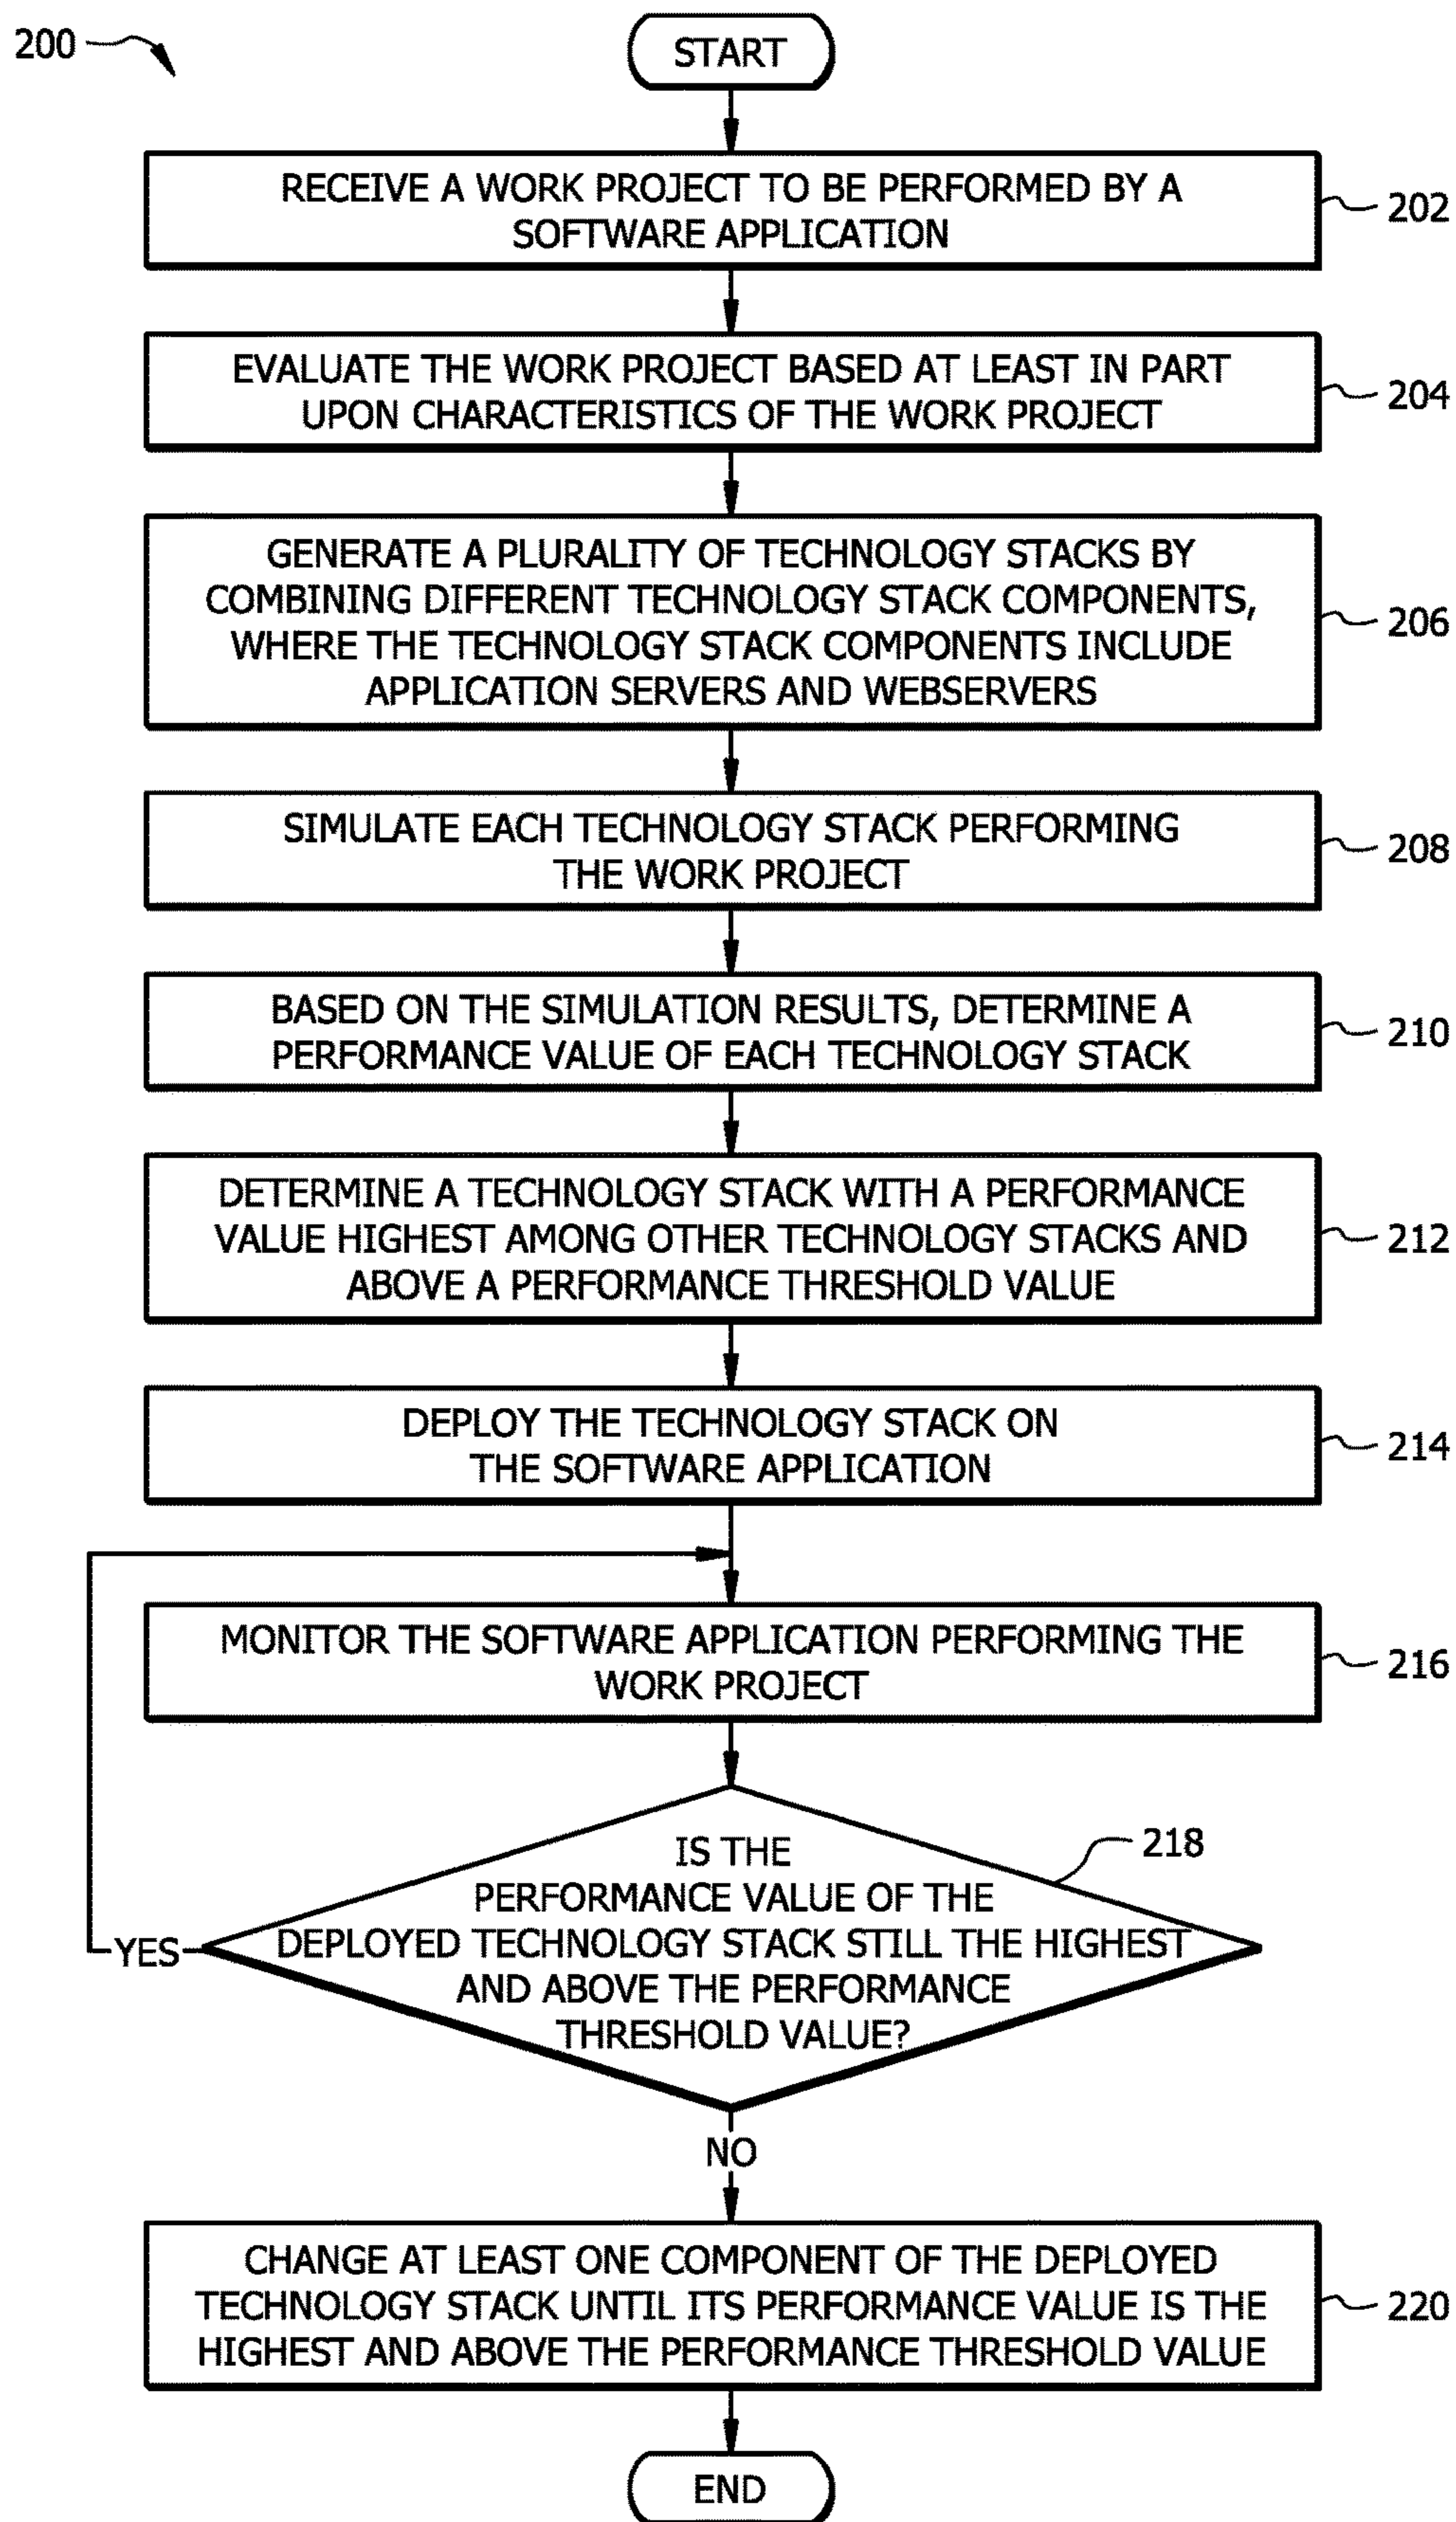 200
START
RECEIVE A WORK PROJECT TO BE PERFORMED BY A
SOFTWARE APPLICATION
202
EVALUATE THE WORK PROJECT BASED AT LEAST IN PART
UPON CHARACTERISTICS OF THE WORK PROJECT
204
GENERATE A PLURALITY OF TECHNOLOGY STACKS BY
COMBINING DIFFERENT TECHNOLOGY STACK COMPONENTS,
WHERE THE TECHNOLOGY STACK COMPONENTS INCLUDE
APPLICATION SERVERS AND WEBSERVERS
206
SIMULATE EACH TECHNOLOGY STACK PERFORMING
THE WORK PROJECT
208
BASED ON THE SIMULATION RESULTS, DETERMINE A
PERFORMANCE VALUE OF EACH TECHNOLOGY STACK
210
DETERMINE A TECHNOLOGY STACK WITH A PERFORMANCE
VALUE HIGHEST AMONG OTHER TECHNOLOGY STACKS AND
ABOVE A PERFORMANCE THRESHOLD VALUE
212
DEPLOY THE TECHNOLOGY STACK ON
THE SOFTWARE APPLICATION
214
MONITOR THE SOFTWARE APPLICATION PERFORMING THE
WORK PROJECT
216
IS THE
PERFORMANCE VALUE OF THE
DEPLOYED TECHNOLOGY STACK STILL THE HIGHEST
AND ABOVE THE PERFORMANCE
THRESHOLD VALUE?
218
YES
NO
CHANGE AT LEAST ONE COMPONENT OF THE DEPLOYED
TECHNOLOGY STACK UNTIL ITS PERFORMANCE VALUE IS THE
HIGHEST AND ABOVE THE PERFORMANCE THRESHOLD VALUE
220
END